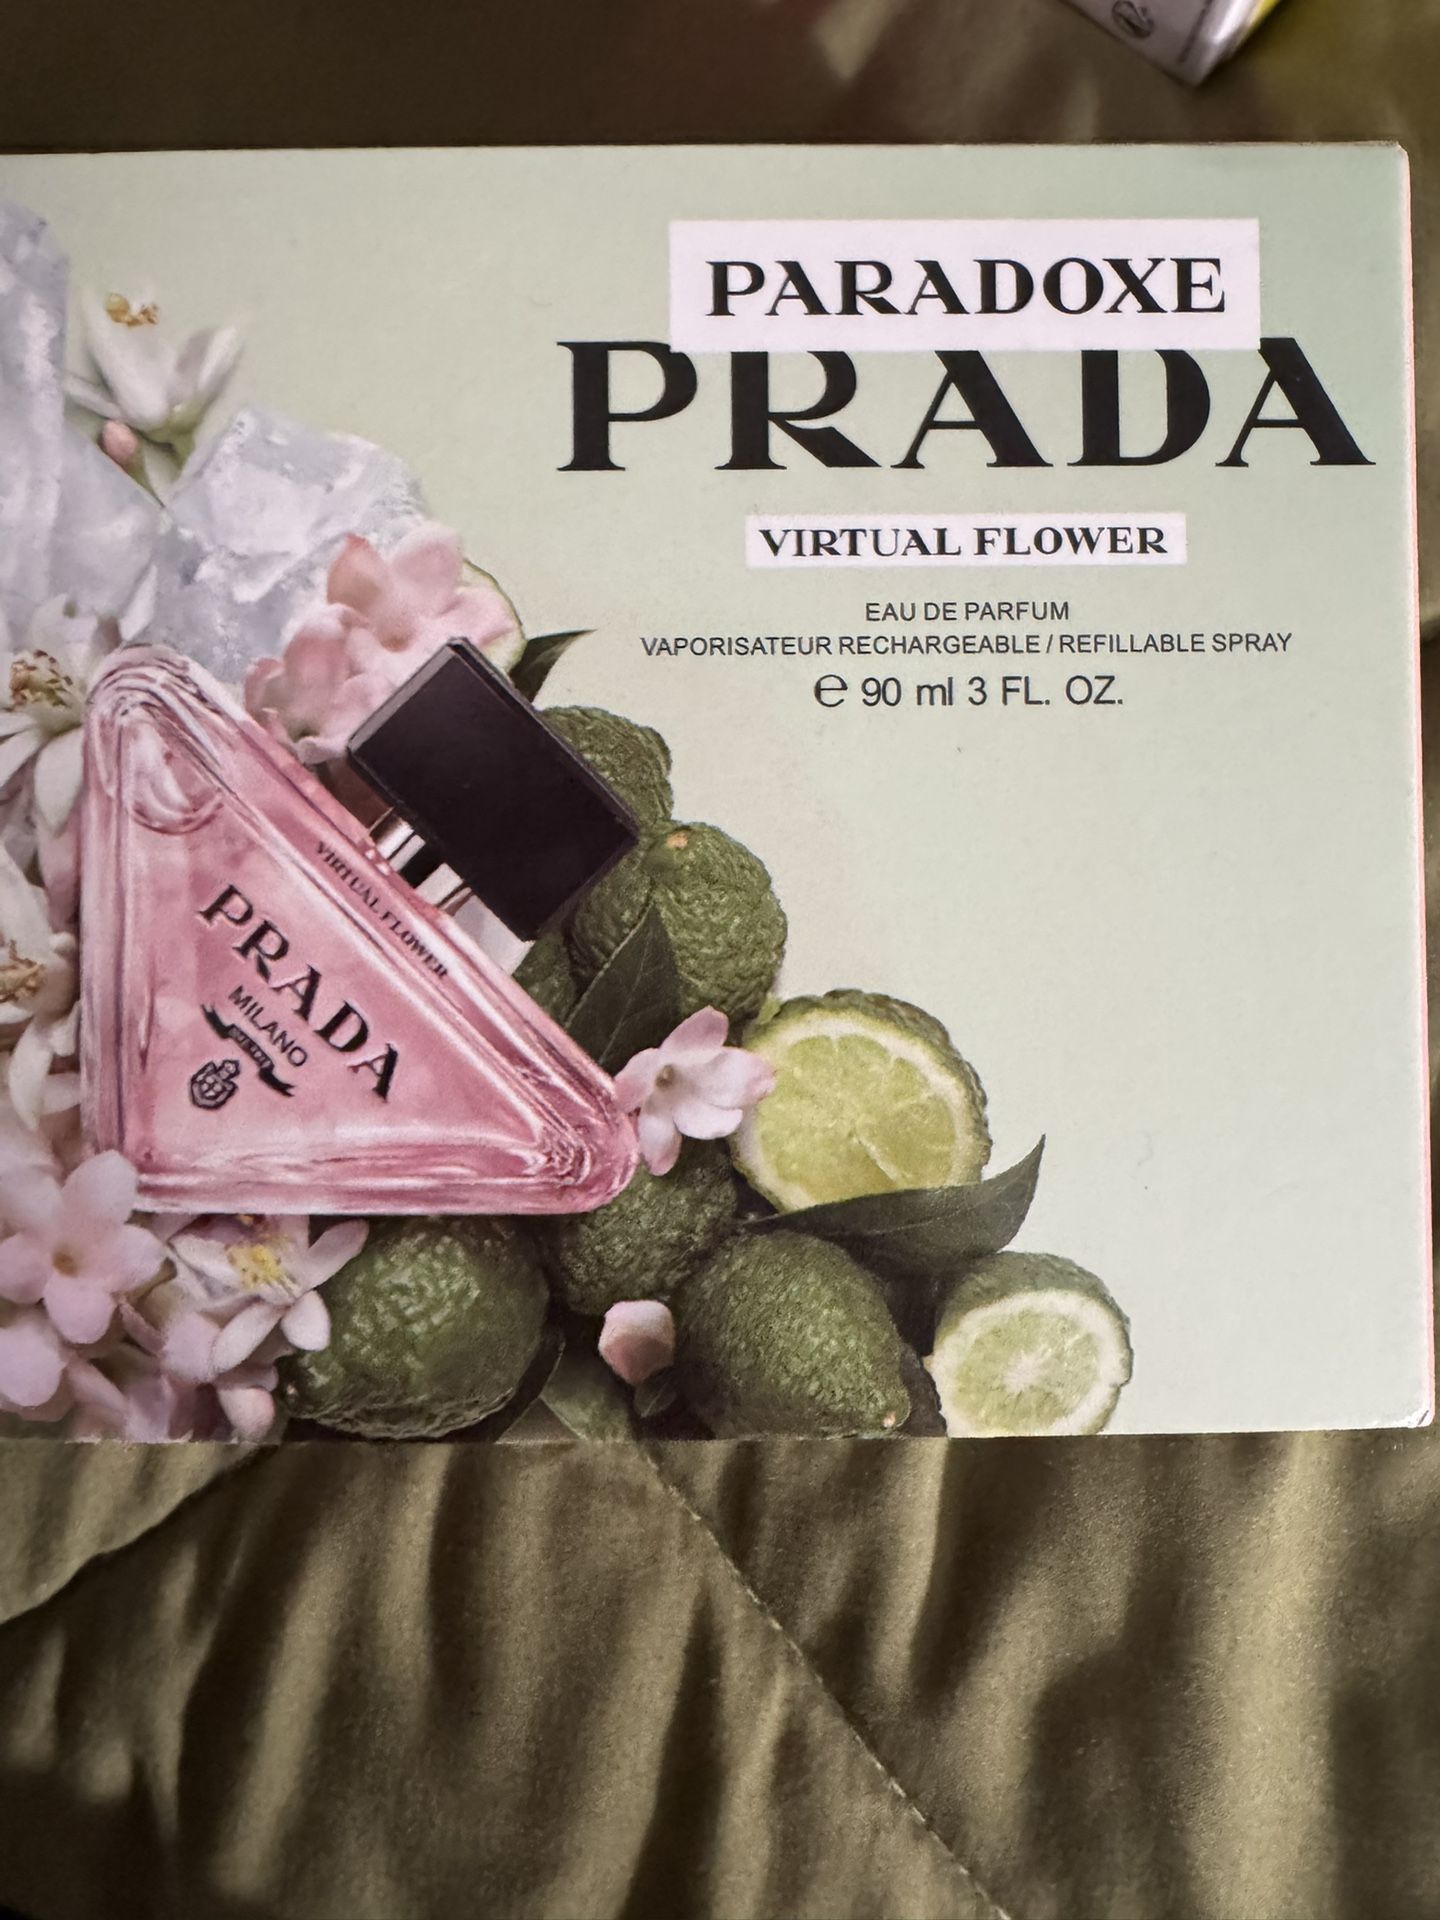 PARADOXE
PRADA
VIRTUAL FLOWER
EAU DE PARFUM
VAPORISATEUR RECHARGEABLE / REFILLABLE SPRAY
℮ 90 ml 3 FL. OZ.
VIRTUAL FLOWER
PRADA
MILANO